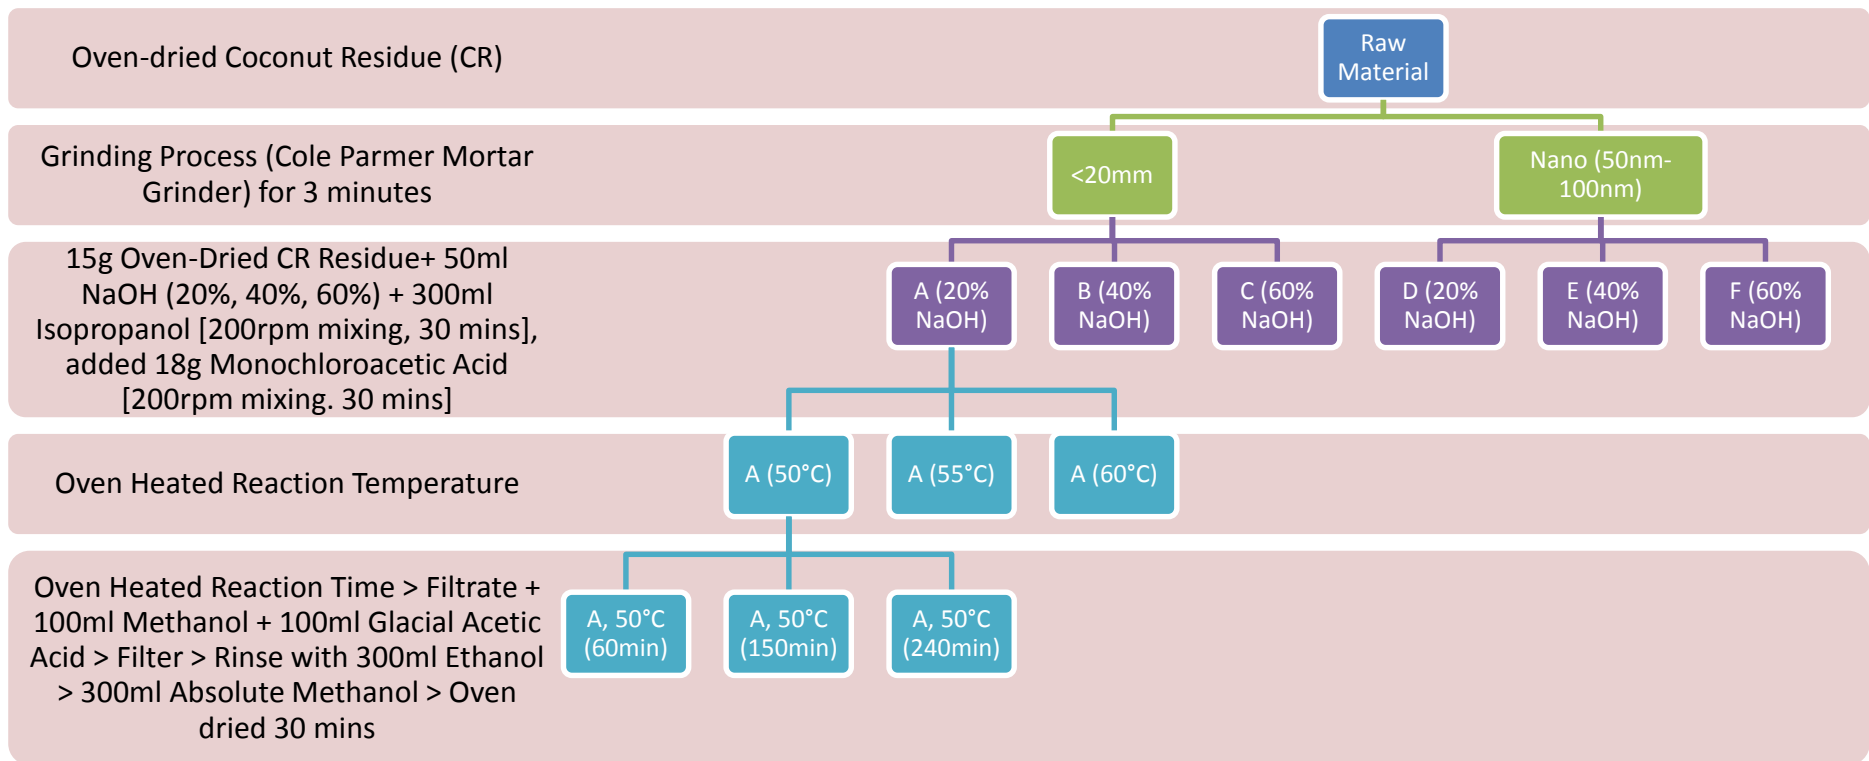 Oven-dried Coconut Residue (CR)
Raw
Material
Grinding Process (Cole Parmer Mortar
Grinder) for 3 minutes
<20mm
Nano (50nm-
100nm)
15g Oven-Dried CR Residue+ 50ml
NaOH (20%, 40%, 60%) + 300ml
Isopropanol [200rpm mixing, 30 mins],
added 18g Monochloroacetic Acid
[200rpm mixing. 30 mins]
A (20%
NaOH)
B (40%
NaOH)
C (60%
NaOH)
D (20%
NaOH)
E (40%
NaOH)
F (60%
NaOH)
Oven Heated Reaction Temperature
A (50°C)
A (55°C)
A (60°C)
Oven Heated Reaction Time > Filtrate +
100ml Methanol + 100ml Glacial Acetic
Acid > Filter > Rinse with 300ml Ethanol
> 300ml Absolute Methanol > Oven
dried 30 mins
A, 50°C
(60min)
A, 50°C
(150min)
A, 50°C
(240min)